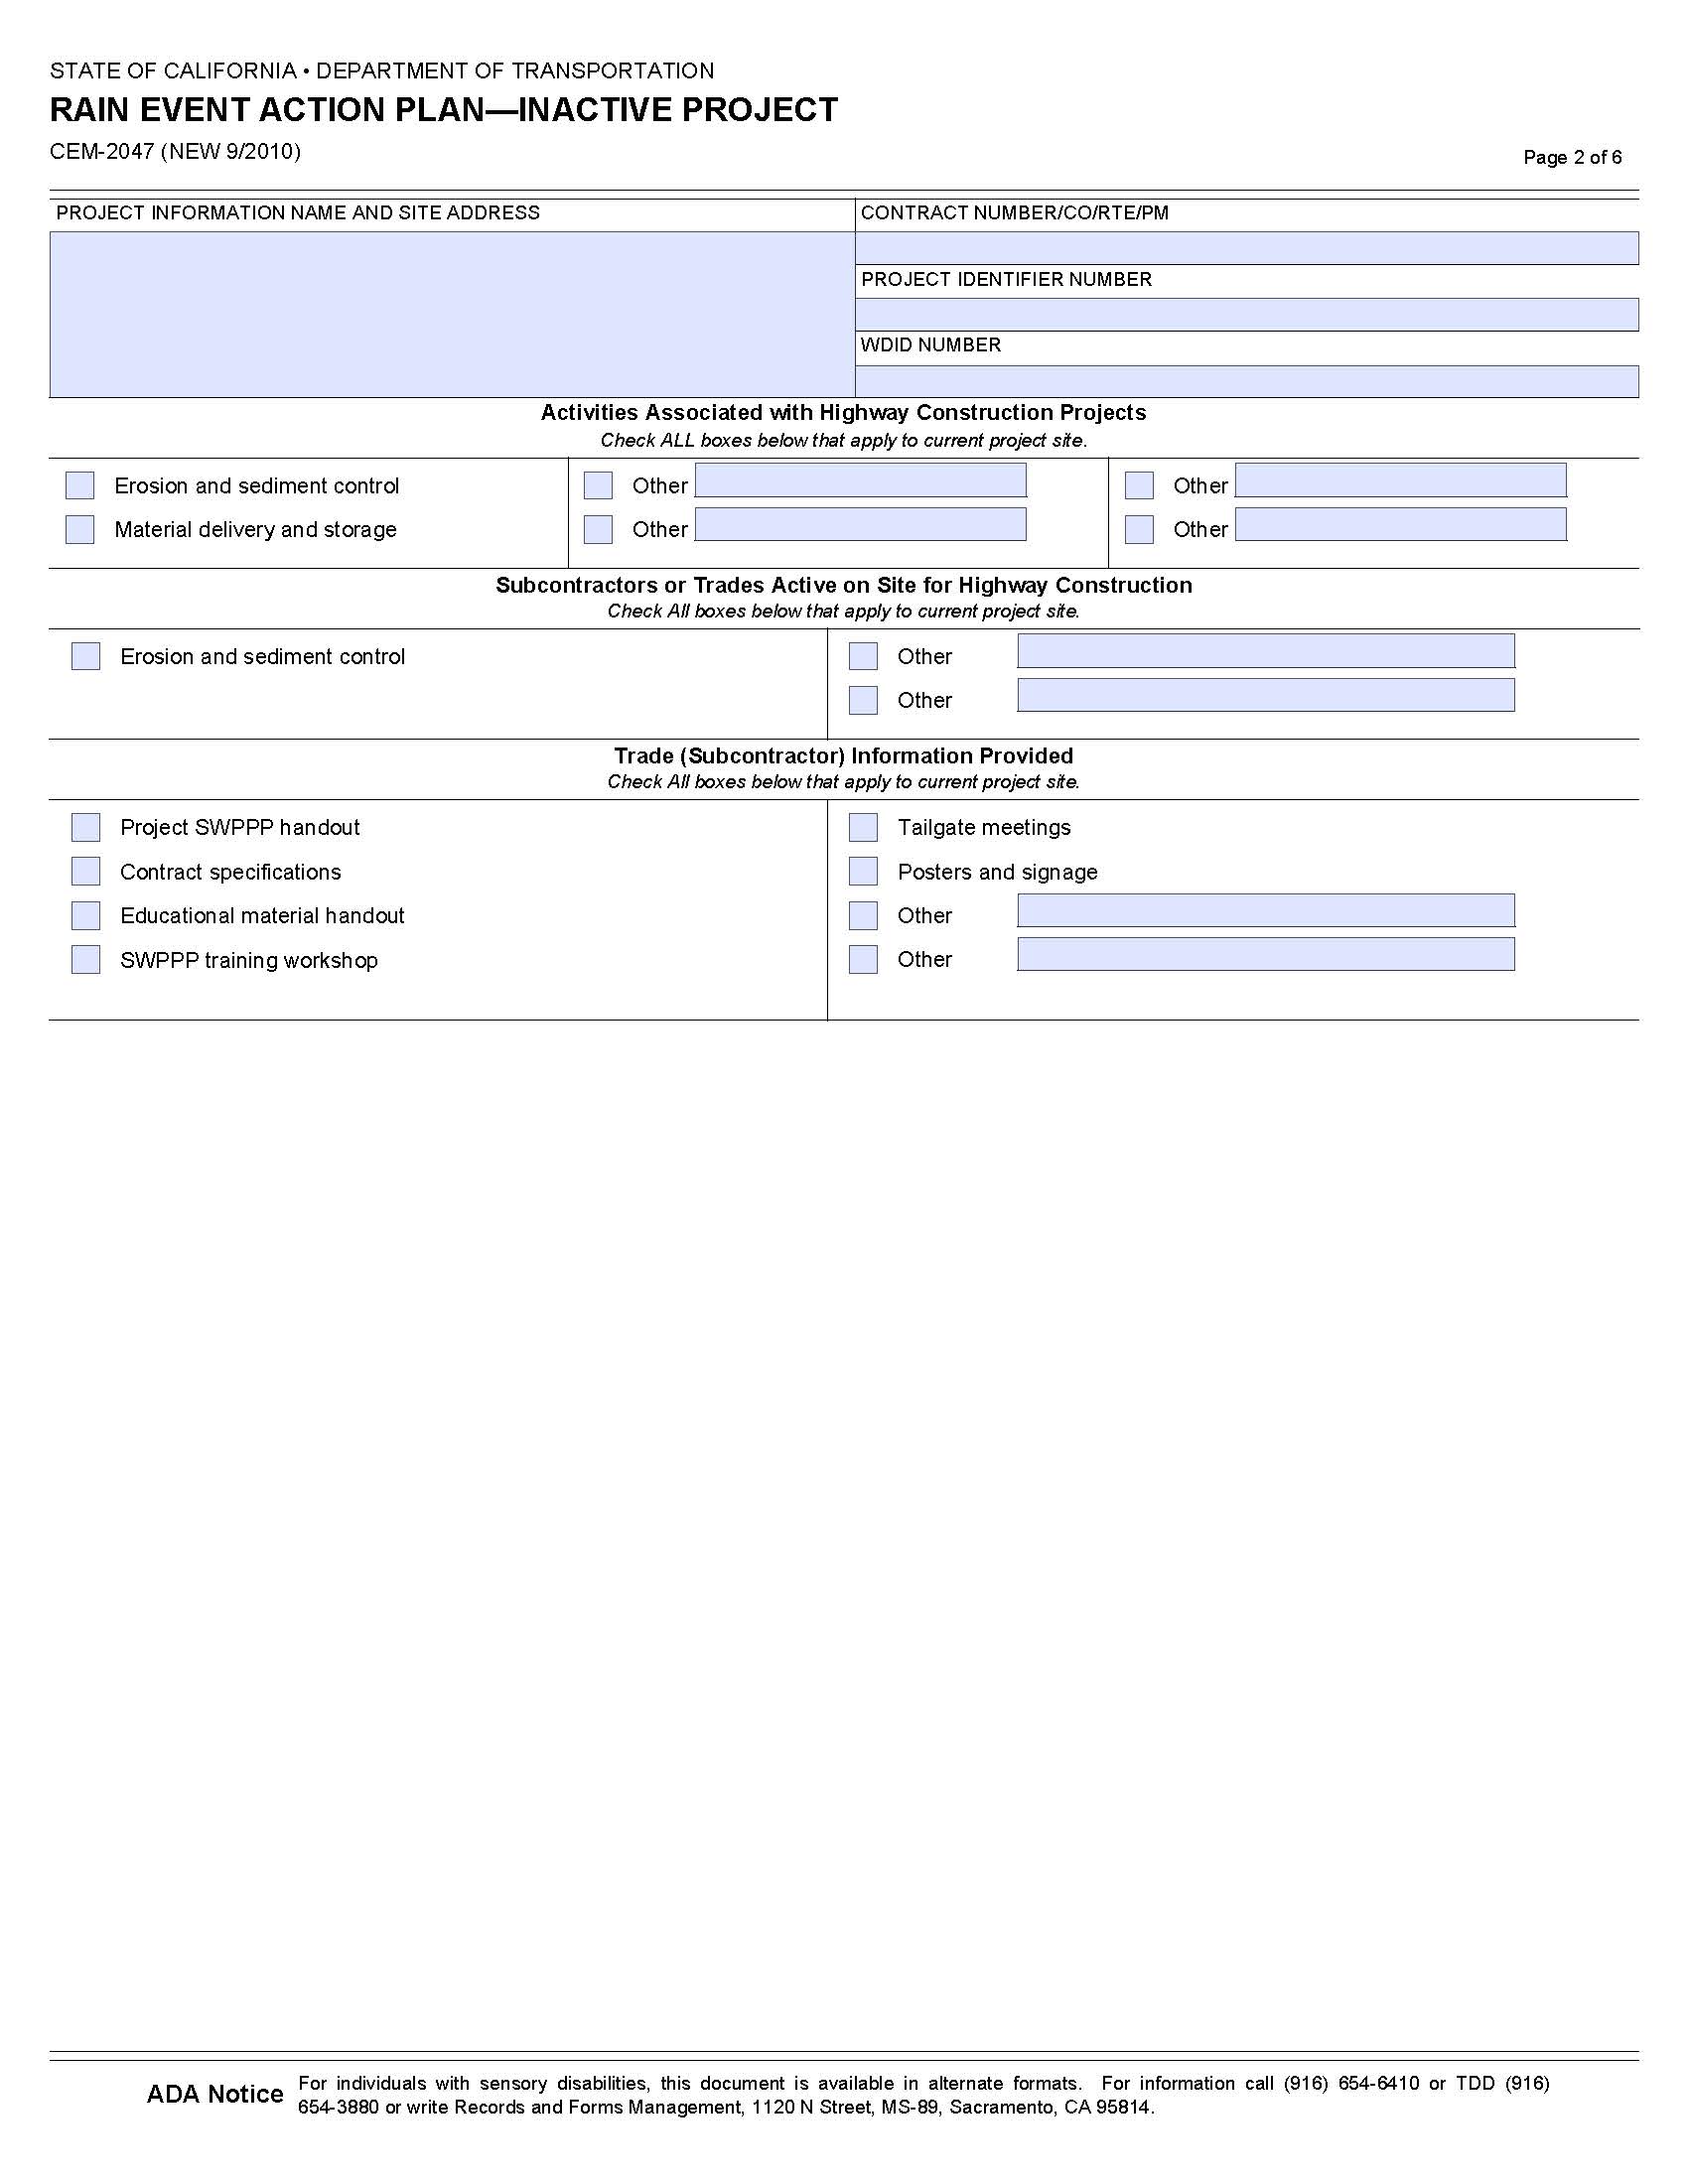 STATE OF CALIFORNIA • DEPARTMENT OF TRANSPORTATION
RAIN EVENT ACTION PLAN—INACTIVE PROJECT
CEM-2047 (NEW 9/2010)
Page 2 of 6
PROJECT INFORMATION NAME AND SITE ADDRESS
CONTRACT NUMBER/CO/RTE/PM
PROJECT IDENTIFIER NUMBER
WDID NUMBER
Activities Associated with Highway Construction Projects
Check ALL boxes below that apply to current project site.
Erosion and sediment control
Material delivery and storage
Other
Other
Other
Other
Subcontractors or Trades Active on Site for Highway Construction
Check All boxes below that apply to current project site.
Erosion and sediment control
Other
Other
Trade (Subcontractor) Information Provided
Check All boxes below that apply to current project site.
Project SWPPP handout
Contract specifications
Educational material handout
SWPPP training workshop
Tailgate meetings
Posters and signage
Other
Other
ADA Notice
For individuals with sensory disabilities, this document is available in alternate formats. For information call (916) 654-6410 or TDD (916)
654-3880 or write Records and Forms Management, 1120 N Street, MS-89, Sacramento, CA 95814.